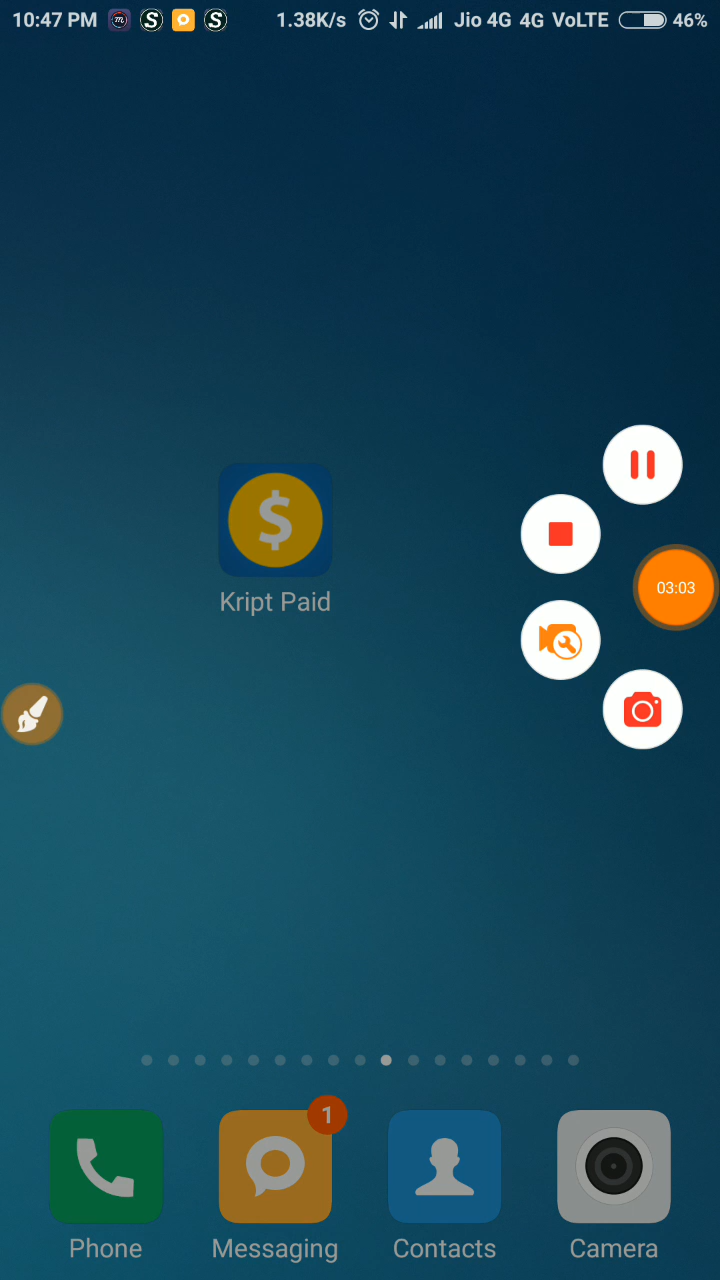 10:47 PM m S S 1.38K/s Jio 4G 4G VoLTE 46%
$
Kript Paid
03:03
1
Phone Messaging Contacts Camera